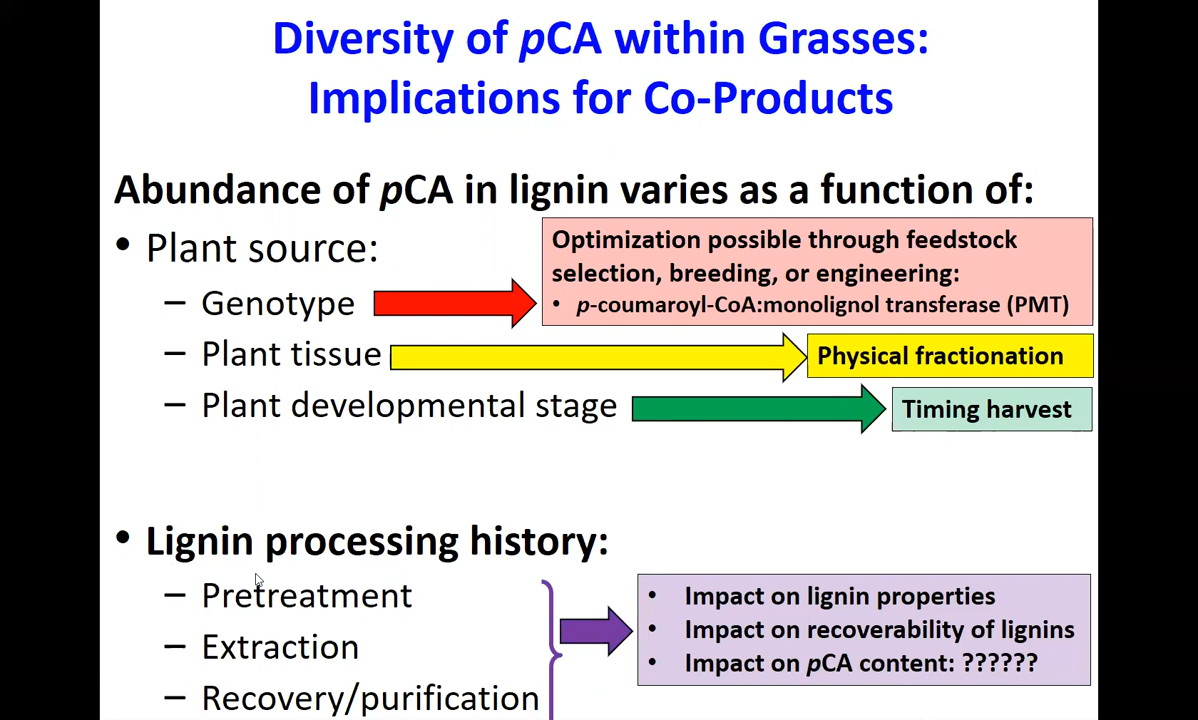 Diversity of pCA within Grasses:
Implications for Co-Products
Abundance of pCA in lignin varies as a function of:
• Plant source:
– Genotype
Optimization possible through feedstock
selection, breeding, or engineering:
• p-coumaroyl-CoA:monolignol transferase (PMT)
– Plant tissue
Physical fractionation
– Plant developmental stage
Timing harvest
• Lignin processing history:
– Pretreatment
– Extraction
– Recovery/purification
• Impact on lignin properties
• Impact on recoverability of lignins
• Impact on pCA content: ??????